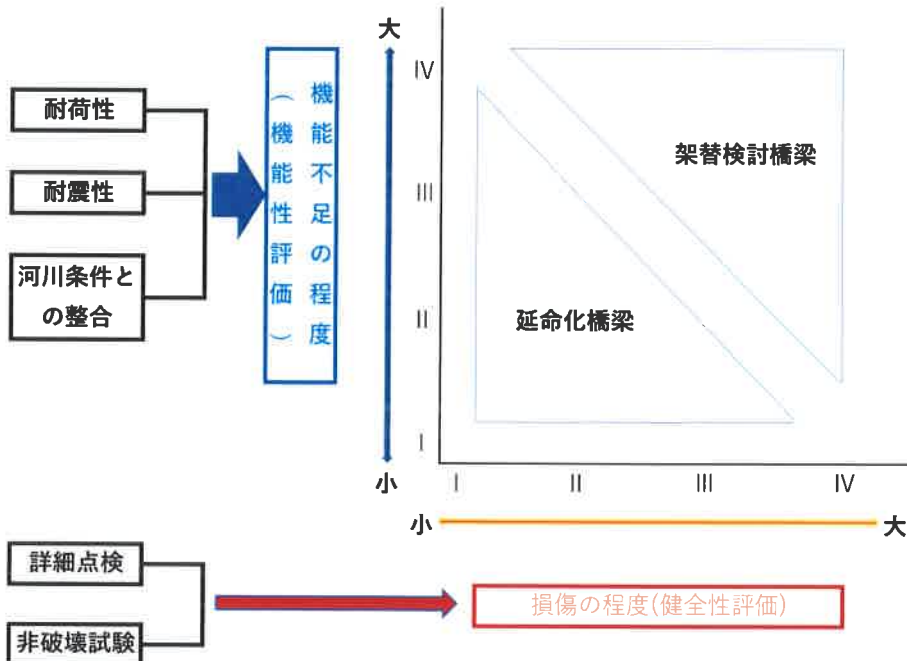 大
耐荷性
耐震性
河川条件と
の整合
機能不足の程度
(機能性評価)
IV
III
II
I
架替検討橋梁
延命化橋梁
小
I
II
III
IV
小
大
詳細点検
非破壊試験
損傷の程度(健全性評価)